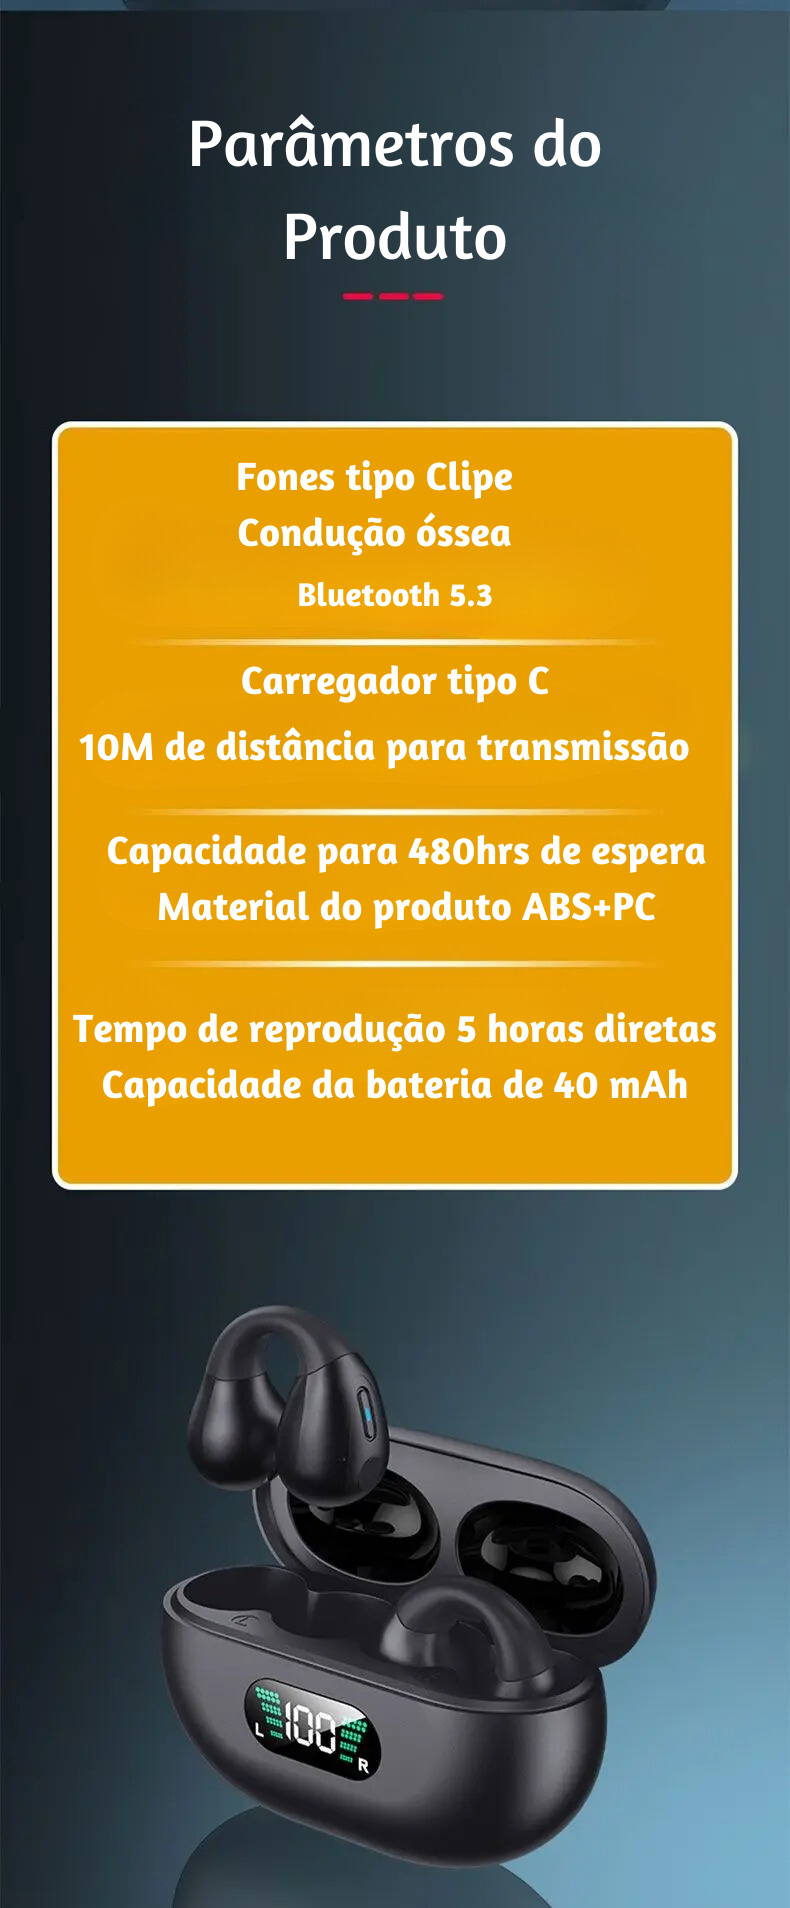 Parâmetros do
Produto
Fones tipo Clipe
Condução óssea
Bluetooth 5.3
Carregador tipo C
10M de distância para transmissão
Capacidade para 480hrs de espera
Material do produto ABS+PC
Tempo de reprodução 5 horas diretas
Capacidade da bateria de 40 mAh
L
100
L
R